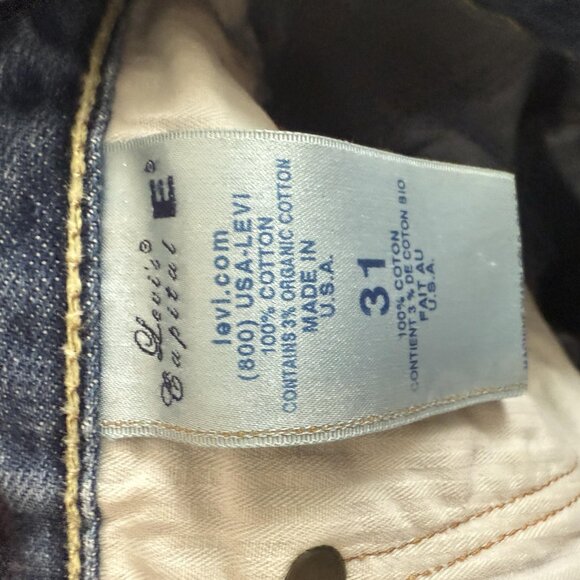 Levi's®
Capital E®
levi.com
(800) USA-LEVI
100% COTTON
CONTAINS 3% ORGANIC COTTON
MADE IN
U.S.A.
31
100% COTON
CONTIENT 3 % DE COTON BIO
FAIT AU
U.S.A.